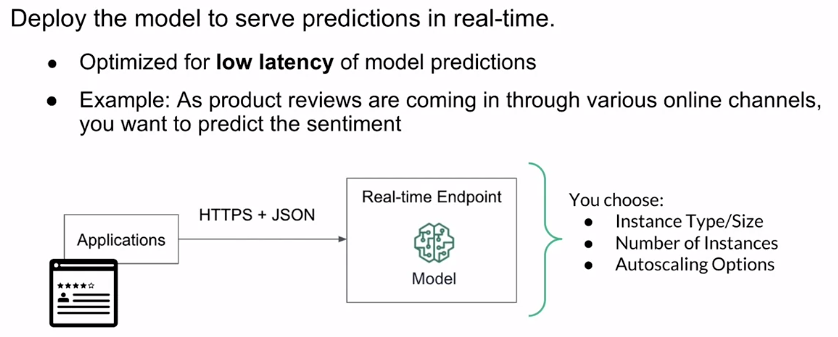 Deploy the model to serve predictions in real-time.
● Optimized for low latency of model predictions
● Example: As product reviews are coming in through various online channels,
you want to predict the sentiment
Applications
HTTPS + JSON
Real-time Endpoint
Model
You choose:
● Instance Type/Size
● Number of Instances
● Autoscaling Options